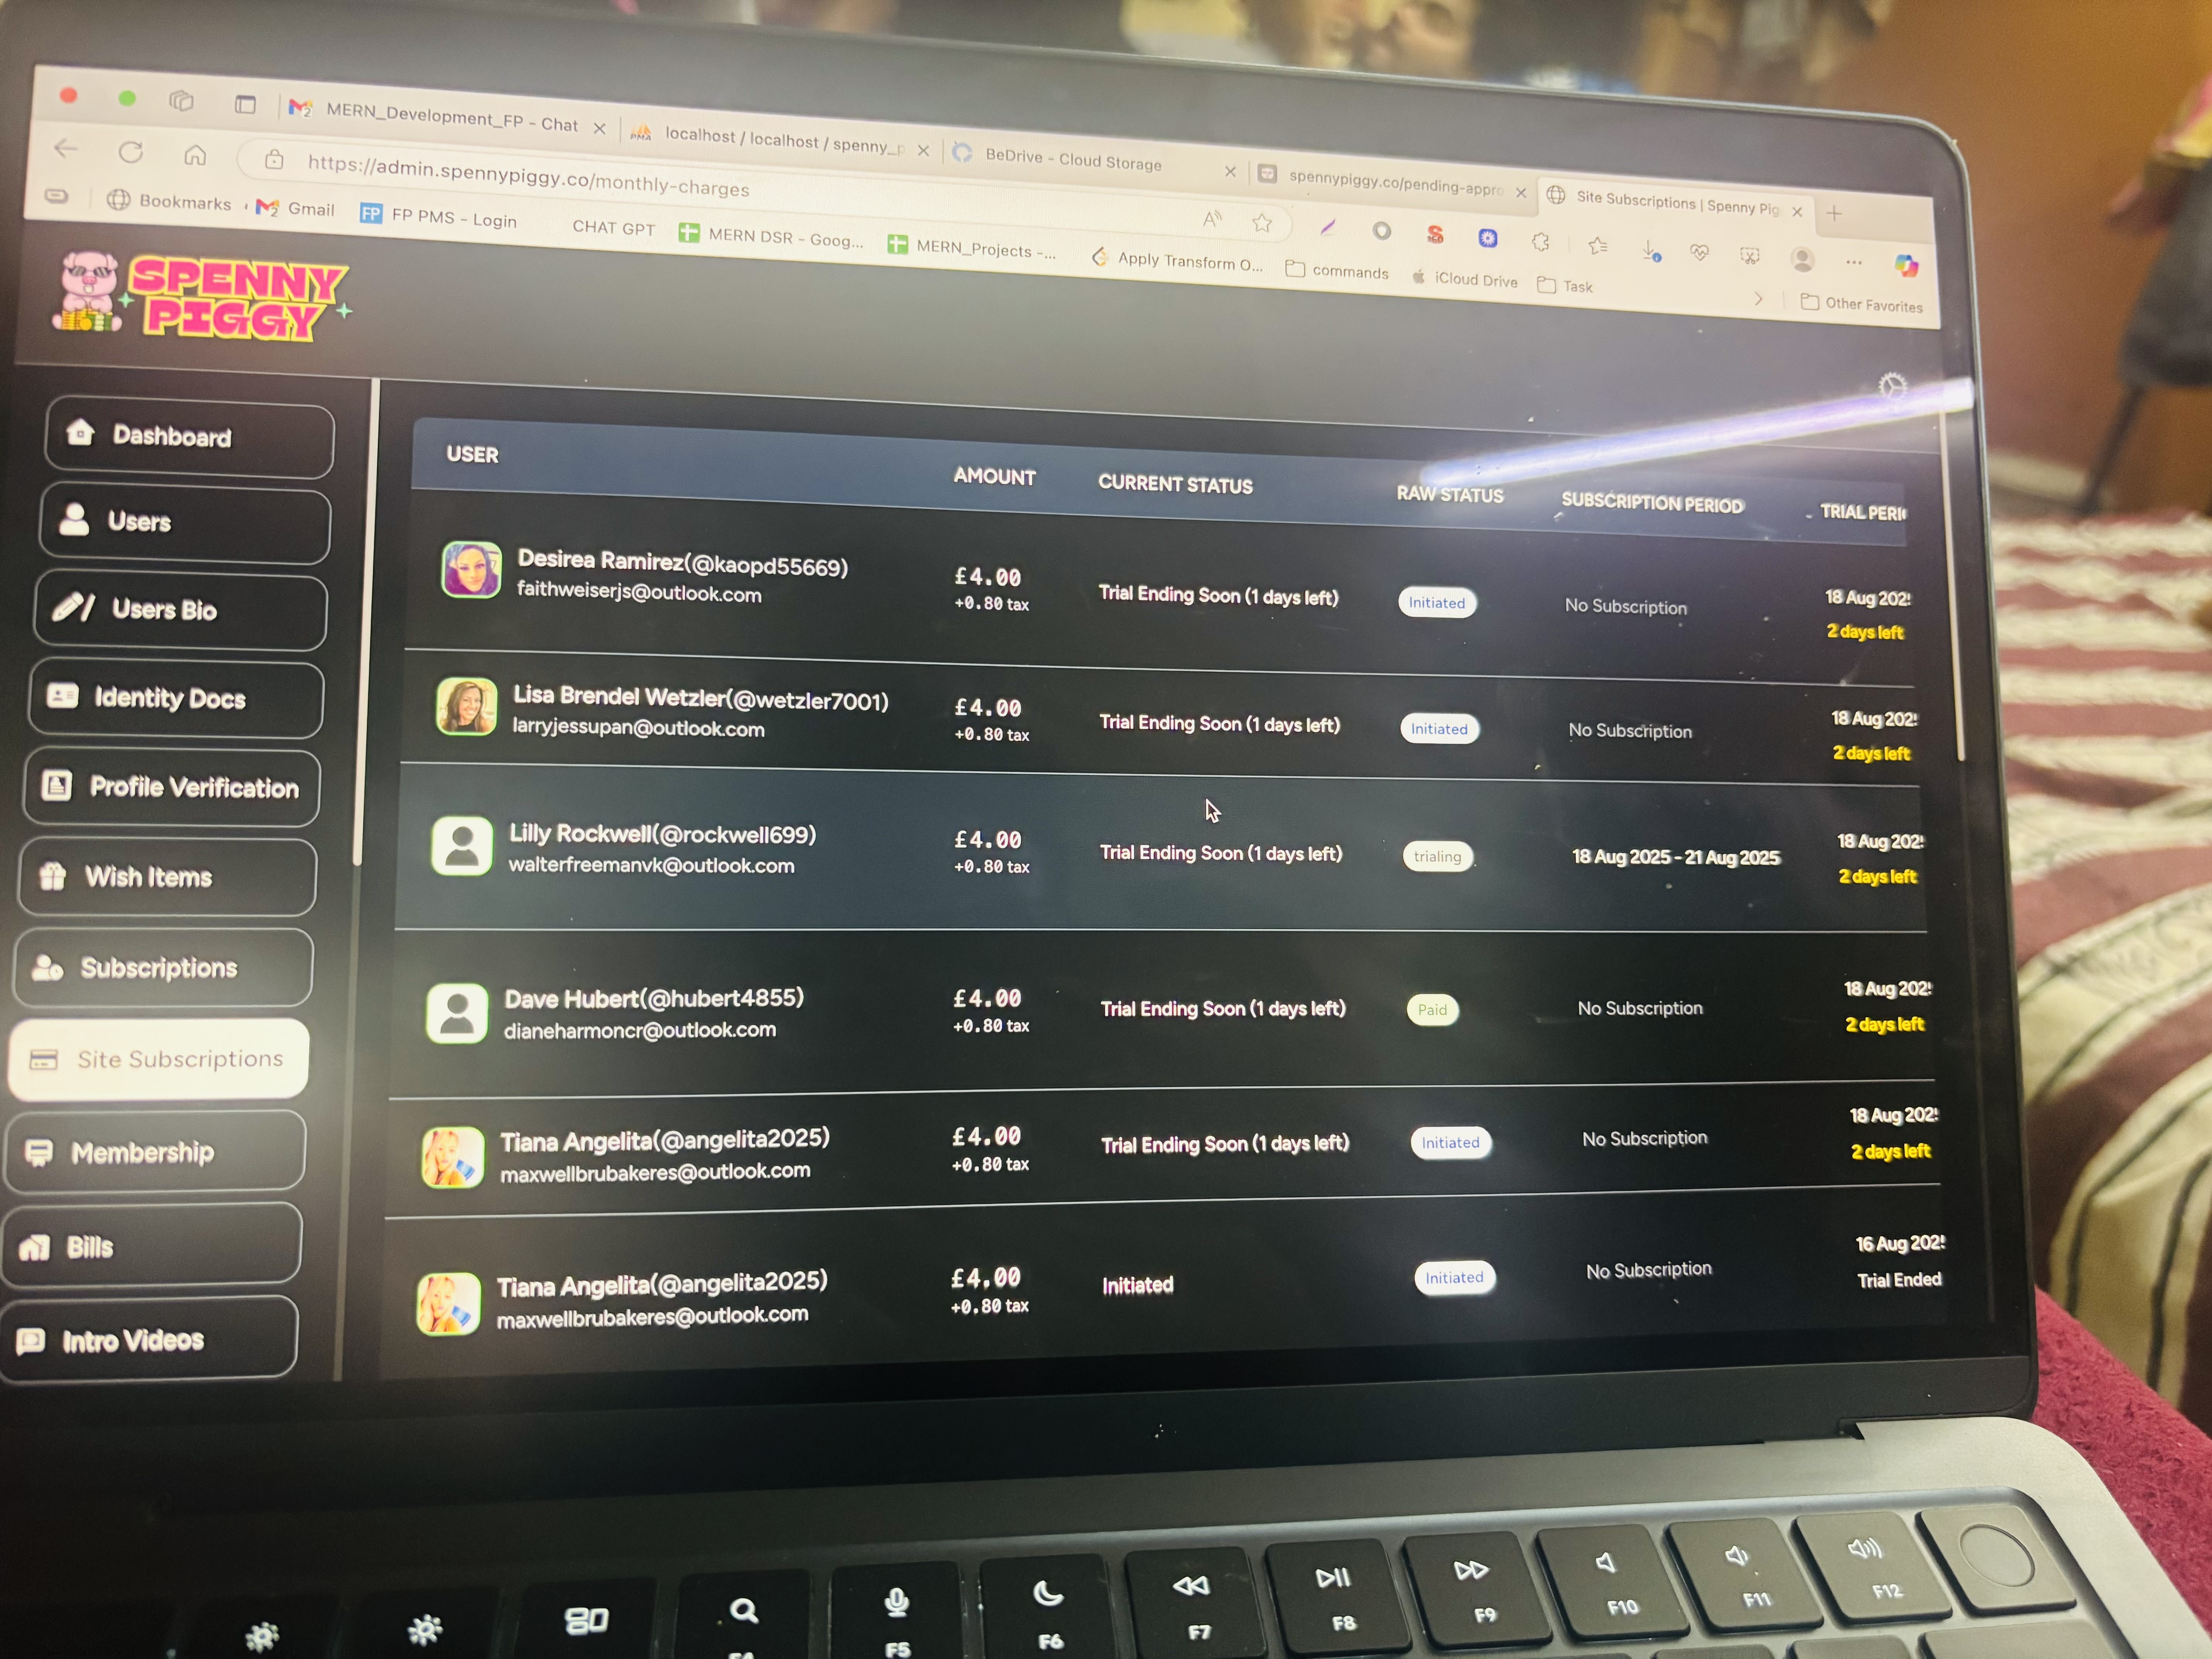 MERN_Development_FP - Chat
localhost / localhost / spenny_p
BeDrive - Cloud Storage
spennypiggy.co/pending-appro
Site Subscriptions | Spenny Pig
https://admin.spennypiggy.co/monthly-charges
Bookmarks
Gmail
FP PMS - Login
CHAT GPT
MERN DSR - Goog...
MERN_Projects -...
Apply Transform O...
commands
iCloud Drive
Task
Other Favorites
SPENNY
PIGGY
Dashboard
Users
Users Bio
Identity Docs
Profile Verification
Wish Items
Subscriptions
Site Subscriptions
Membership
Bills
Intro Videos
USER AMOUNT CURRENT STATUS RAW STATUS SUBSCRIPTION PERIOD TRIAL PERI
Desirea Ramirez(@kaopd55669)
faithweiserjs@outlook.com
£4.00
+0.80 tax
Trial Ending Soon (1 days left)
Initiated
No Subscription
18 Aug 202
2 days left
Lisa Brendel Wetzler(@wetzler7001)
larryjessupan@outlook.com
£4.00
+0.80 tax
Trial Ending Soon (1 days left)
Initiated
No Subscription
18 Aug 202
2 days left
Lilly Rockwell(@rockwell699)
walterfreemanvk@outlook.com
£4.00
+0.80 tax
Trial Ending Soon (1 days left)
trialing
18 Aug 2025 - 21 Aug 2025
18 Aug 202
2 days left
Dave Hubert(@hubert4855)
dianeharmoncr@outlook.com
£4.00
+0.80 tax
Trial Ending Soon (1 days left)
Paid
No Subscription
18 Aug 202
2 days left
Tiana Angelita(@angelita2025)
maxwellbrubakeres@outlook.com
£4.00
+0.80 tax
Trial Ending Soon (1 days left)
Initiated
No Subscription
18 Aug 202
2 days left
Tiana Angelita(@angelita2025)
maxwellbrubakeres@outlook.com
£4.00
+0.80 tax
Initiated
Initiated
No Subscription
16 Aug 202
Trial Ended
F5
F6
F7
F8
F9
F10
F11
F12